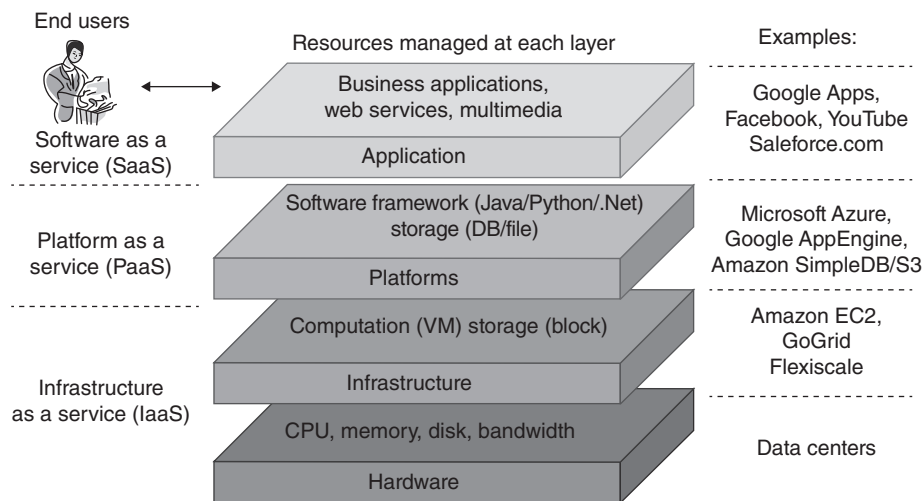 End users
Resources managed at each layer
Examples:
Business applications,
web services, multimedia
Application
Software as a
service (SaaS)
Google Apps,
Facebook, YouTube
Saleforce.com
Software framework (Java/Python/.Net)
storage (DB/file)
Platforms
Platform as a
service (PaaS)
Microsoft Azure,
Google AppEngine,
Amazon SimpleDB/S3
Computation (VM) storage (block)
Infrastructure
Amazon EC2,
GoGrid
Flexiscale
Infrastructure
as a service (IaaS)
CPU, memory, disk, bandwidth
Hardware
Data centers